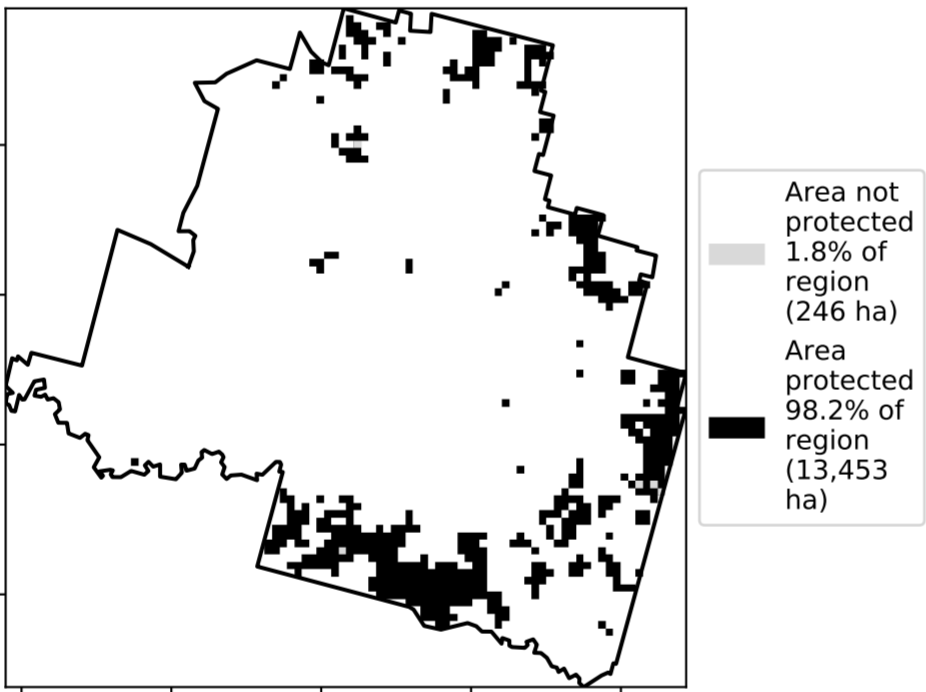 Area not
protected
1.8% of
region
(246 ha)
Area
protected
98.2% of
region
(13,453
ha)